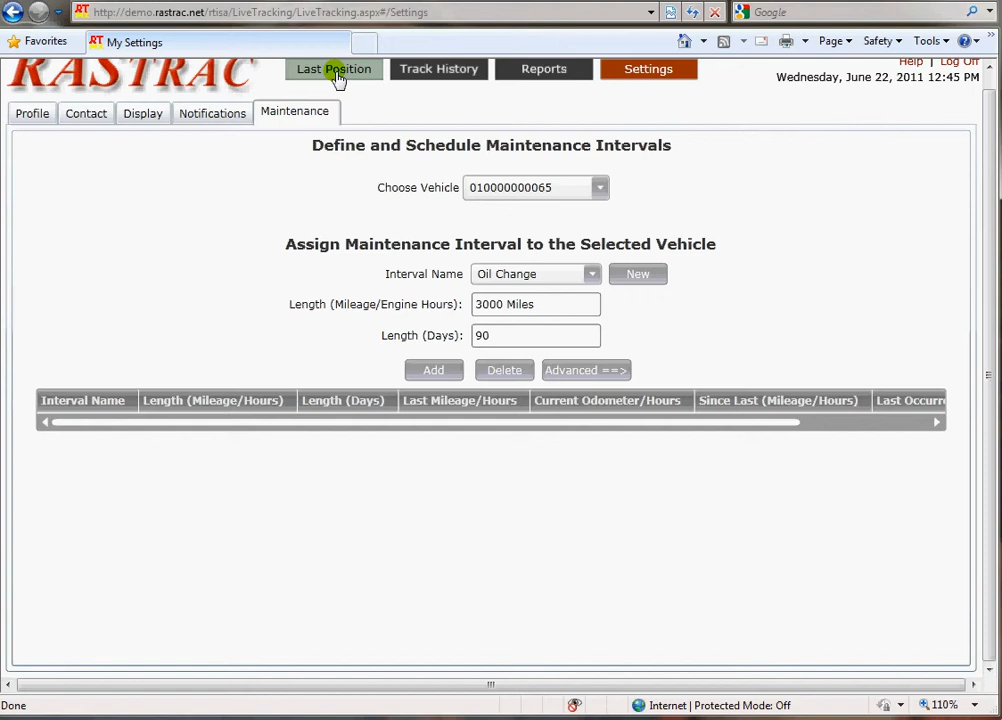 http://demo.rastrac.net/rtisa/LiveTracking/LiveTracking.aspx#/Settings
Google
Favorites
RT My Settings
Page
Safety
Tools
RASTRAC
Last Position
Track History
Reports
Settings
Help | Log Off
Wednesday, June 22, 2011 12:45 PM
Profile
Contact
Display
Notifications
Maintenance
Define and Schedule Maintenance Intervals
Choose Vehicle 010000000065
Assign Maintenance Interval to the Selected Vehicle
Interval Name Oil Change New
Length (Mileage/Engine Hours): 3000 Miles
Length (Days): 90
Add Delete Advanced ==>
Interval Name Length (Mileage/Hours) Length (Days) Last Mileage/Hours Current Odometer/Hours Since Last (Mileage/Hours) Last Occurr
Done
Internet | Protected Mode: Off
110%